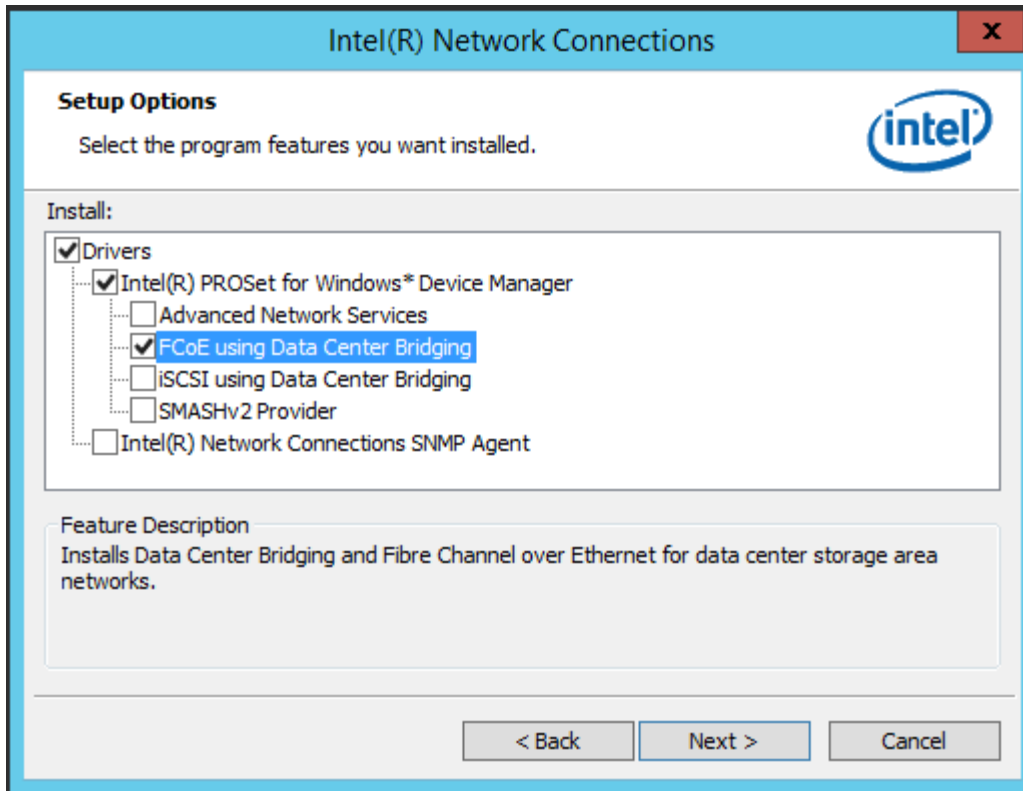 Intel(R) Network Connections
x
Setup Options
Select the program features you want installed.
intel
Install:
Drivers
Intel(R) PROSet for Windows* Device Manager
Advanced Network Services
FCoE using Data Center Bridging
iSCSI using Data Center Bridging
SMASHv2 Provider
Intel(R) Network Connections SNMP Agent
Feature Description
Installs Data Center Bridging and Fibre Channel over Ethernet for data center storage area
networks.
< Back Next > Cancel